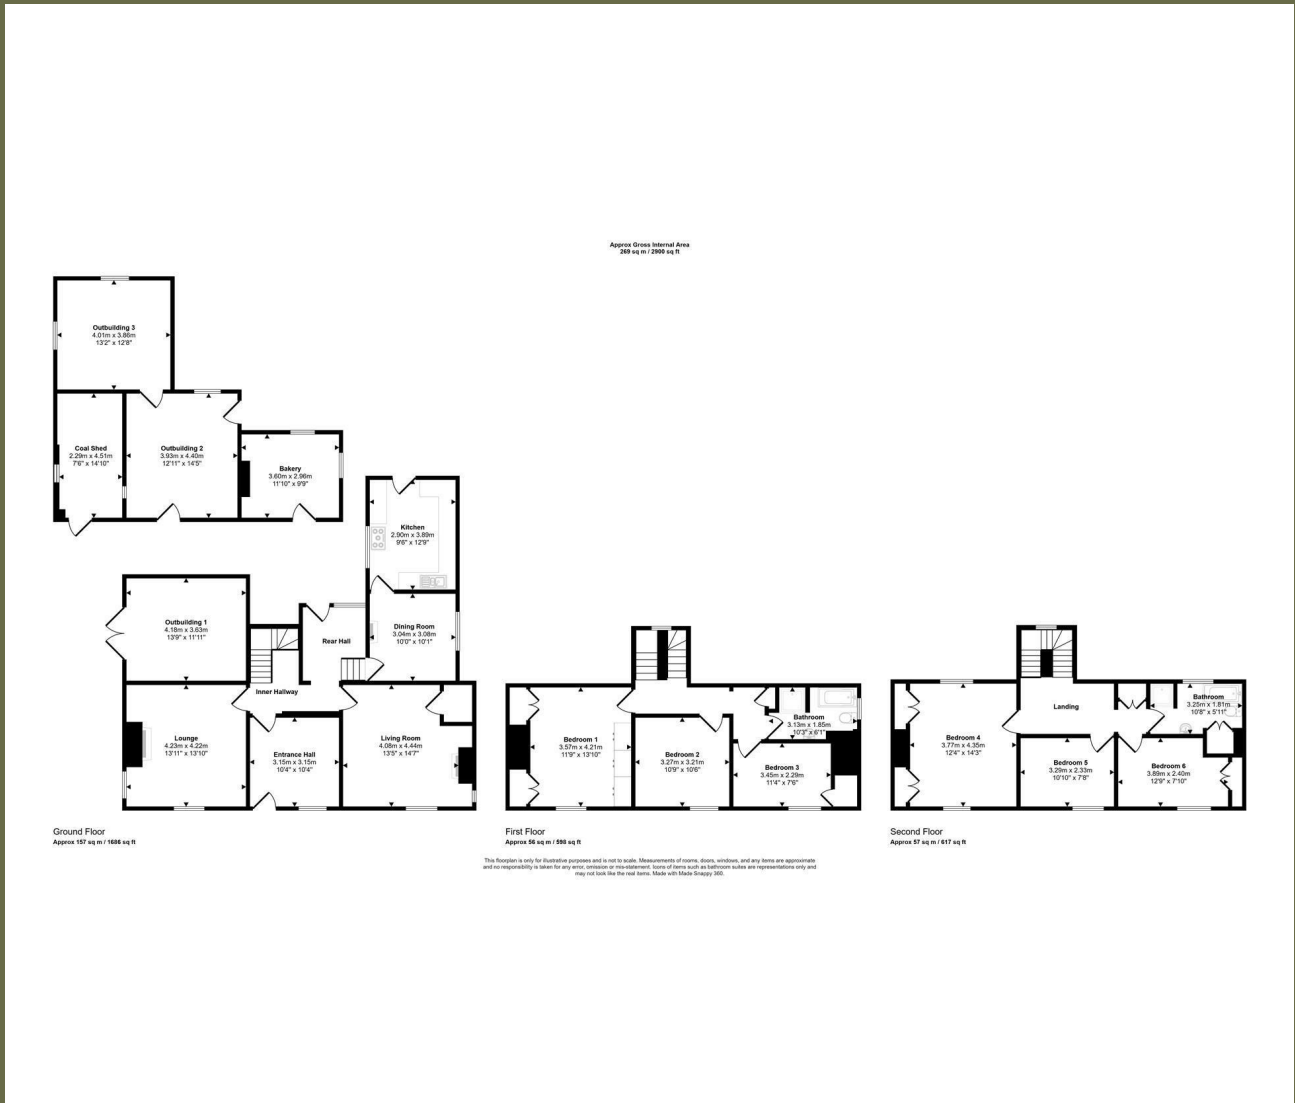 Approx Gross Internal Area
269 sq m / 2900 sq ft
Outbuilding 3
4.01m x 3.86m
13'2" x 12'8"
Coal Shed
2.29m x 4.51m
7'6" x 14'10"
Outbuilding 2
3.93m x 4.40m
12'11" x 14'5"
Bakery
3.60m x 2.96m
11'10" x 9'9"
Kitchen
2.90m x 3.89m
9'6" x 12'9"
Outbuilding 1
4.18m x 3.63m
13'9" x 11'11"
Rear Hall
Dining Room
3.04m x 3.08m
10'0" x 10'1"
Inner Hallway
Lounge
4.23m x 4.22m
13'11" x 13'10"
Entrance Hall
3.15m x 3.15m
10'4" x 10'4"
Living Room
4.08m x 4.44m
13'5" x 14'7"
Ground Floor
Approx 157 sq m / 1686 sq ft
Bedroom 1
3.57m x 4.21m
11'9" x 13'10"
Bedroom 2
3.27m x 3.21m
10'9" x 10'6"
Bathroom
3.13m x 1.85m
10'3" x 6'1"
Bedroom 3
3.45m x 2.29m
11'4" x 7'6"
First Floor
Approx 56 sq m / 598 sq ft
Landing
Bathroom
3.25m x 1.81m
10'8" x 5'11"
Bedroom 4
3.77m x 4.35m
12'4" x 14'3"
Bedroom 5
3.29m x 2.33m
10'10" x 7'8"
Bedroom 6
3.89m x 2.40m
12'9" x 7'10"
Second Floor
Approx 57 sq m / 617 sq ft
This floorplan is only for illustrative purposes and is not to scale. Measurements of rooms, doors, windows, and any items are approximate
and no responsibility is taken for any error, omission or mis-statement. Icons of items such as bathroom suites are representations only and
may not look like the real items. Made with Made Snappy 360.